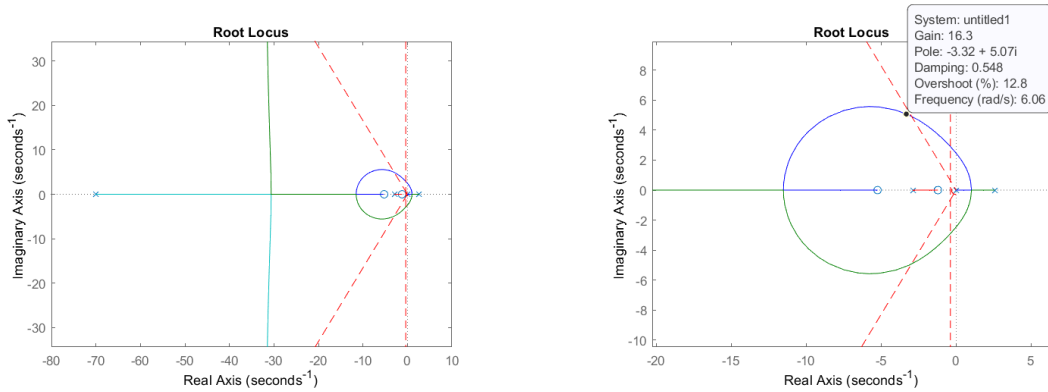 Root Locus
30
20
10
0
-10
-20
-30
-80 -70 -60 -50 -40 -30 -20 -10 0 10
Real Axis (seconds-1)
Imaginary Axis (seconds-1)
Root Locus
System: untitled1
Gain: 16.3
Pole: -3.32 + 5.07i
Damping: 0.548
Overshoot (%): 12.8
Frequency (rad/s): 6.06
8
6
4
2
0
-2
-4
-6
-8
-10
-20 -15 -10 -5 0 5
Real Axis (seconds-1)
Imaginary Axis (seconds-1)